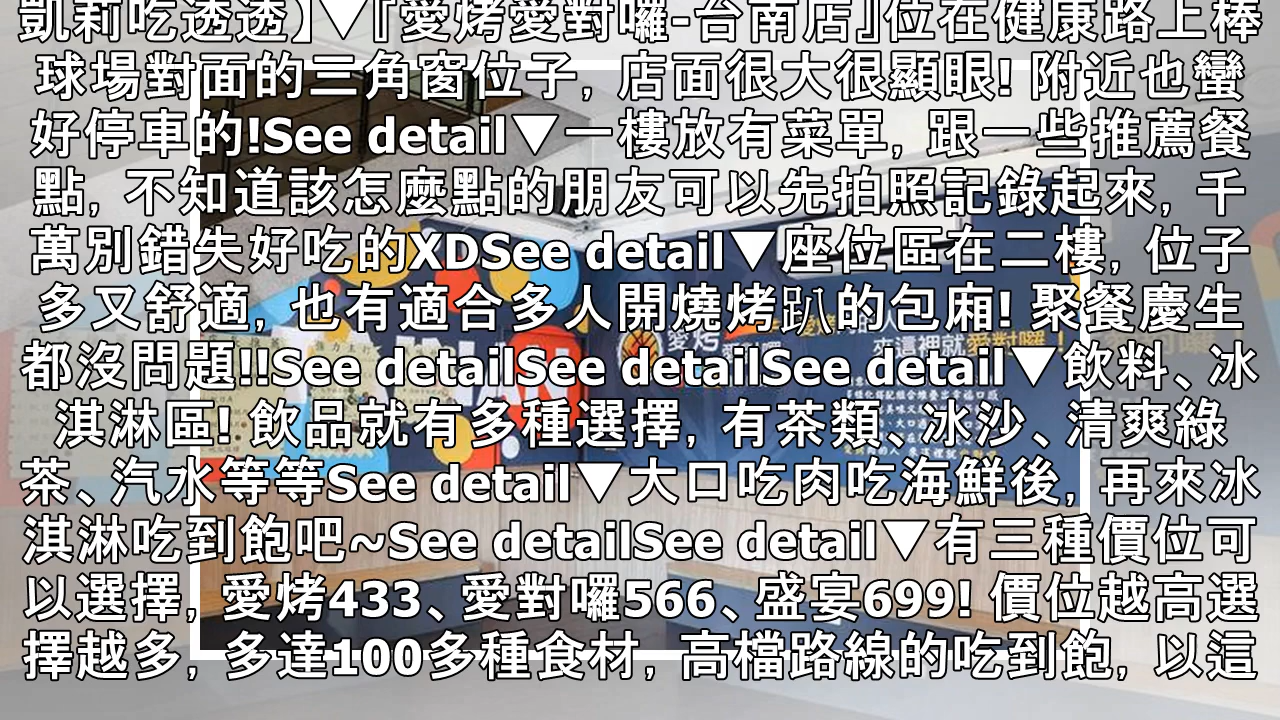 凱莉吃透透】▼『愛烤愛對囉-台南店』位在健康路上棒
球場對面的三角窗位子, 店面很大很顯眼! 附近也蠻
好停車的!See detail▼一樓放有菜單, 跟一些推薦餐
點, 不知道該怎麼點的朋友可以先拍照記錄起來, 千
萬別錯失好吃的XDSee detail▼座位區在二樓, 位子
多又舒適, 也有適合多人開燒烤趴的包廂! 聚餐慶生
都沒問題!!See detailSee detailSee detail▼飲料、冰
淇淋區! 飲品就有多種選擇, 有茶類、冰沙、清爽綠
茶、汽水等等See detail▼大口吃肉吃海鮮後, 再來冰
淇淋吃到飽吧~See detailSee detail▼有三種價位可
以選擇, 愛烤433、愛對囉566、盛宴699! 價位越高選
擇越多, 多達100多種食材, 高檔路線的吃到飽, 以這